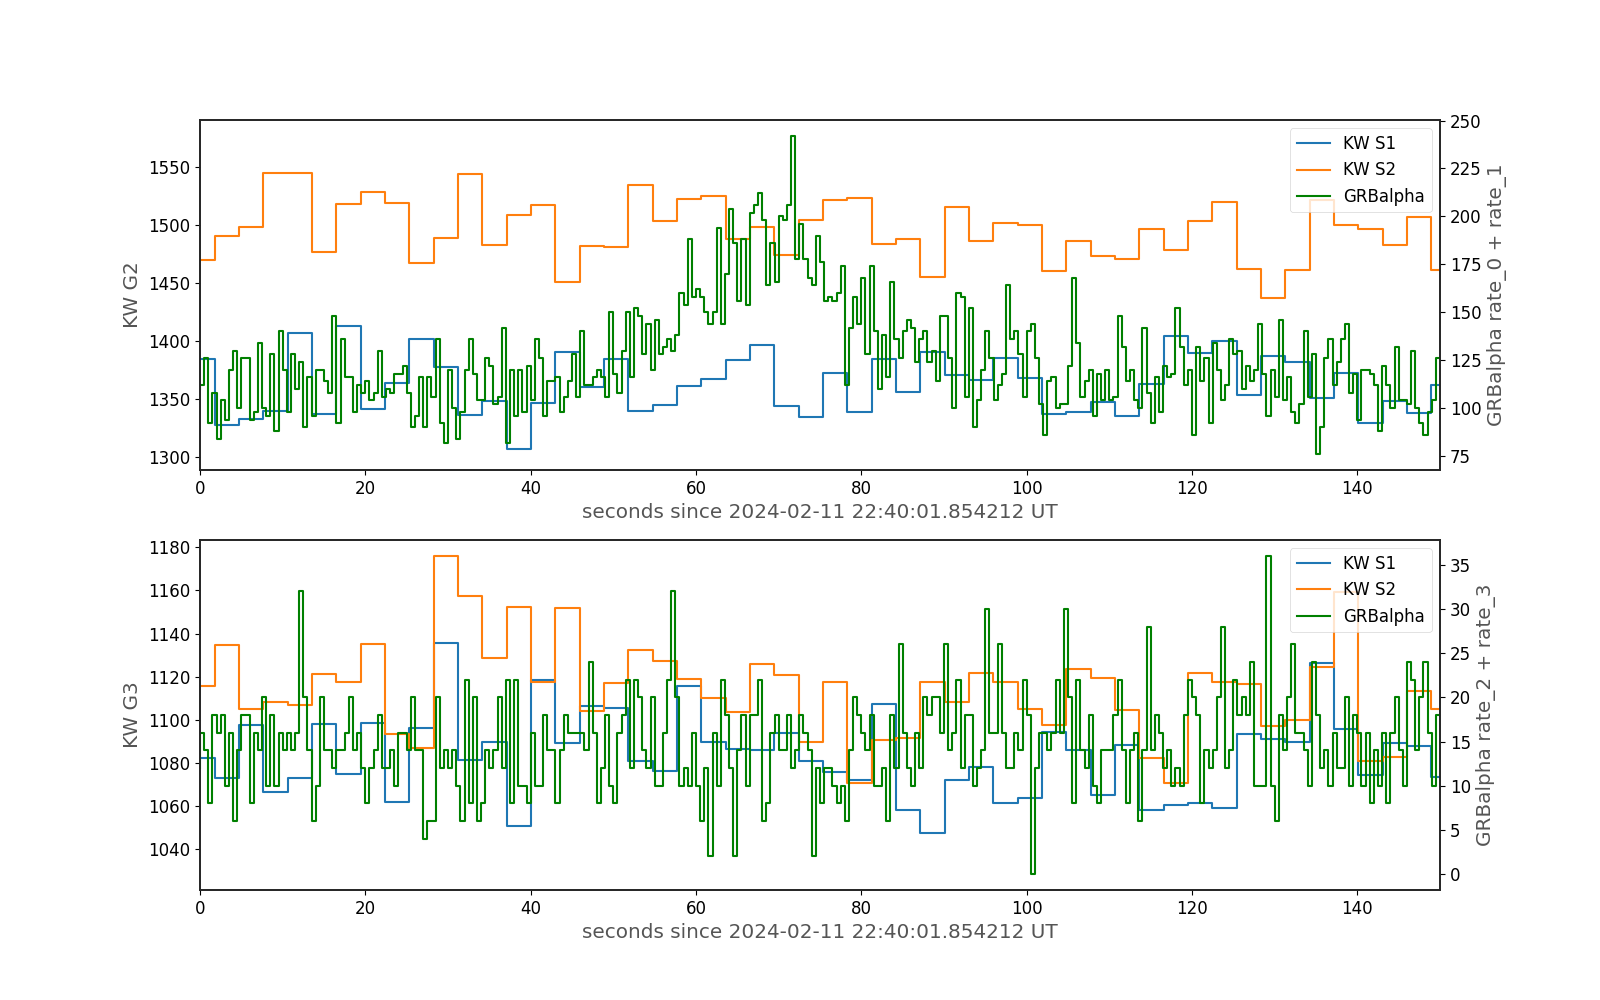 1550
1500
1450
1400
1350
1300
KW G2
250
225
200
175
150
125
100
75
GRBalpha rate_0 + rate_1
KW S1
KW S2
GRBalpha
0 20 40 60 80 100 120 140
seconds since 2024-02-11 22:40:01.854212 UT
1180
1160
1140
1120
1100
1080
1060
1040
KW G3
35
30
25
20
15
10
5
0
GRBalpha rate_2 + rate_3
KW S1
KW S2
GRBalpha
0 20 40 60 80 100 120 140
seconds since 2024-02-11 22:40:01.854212 UT